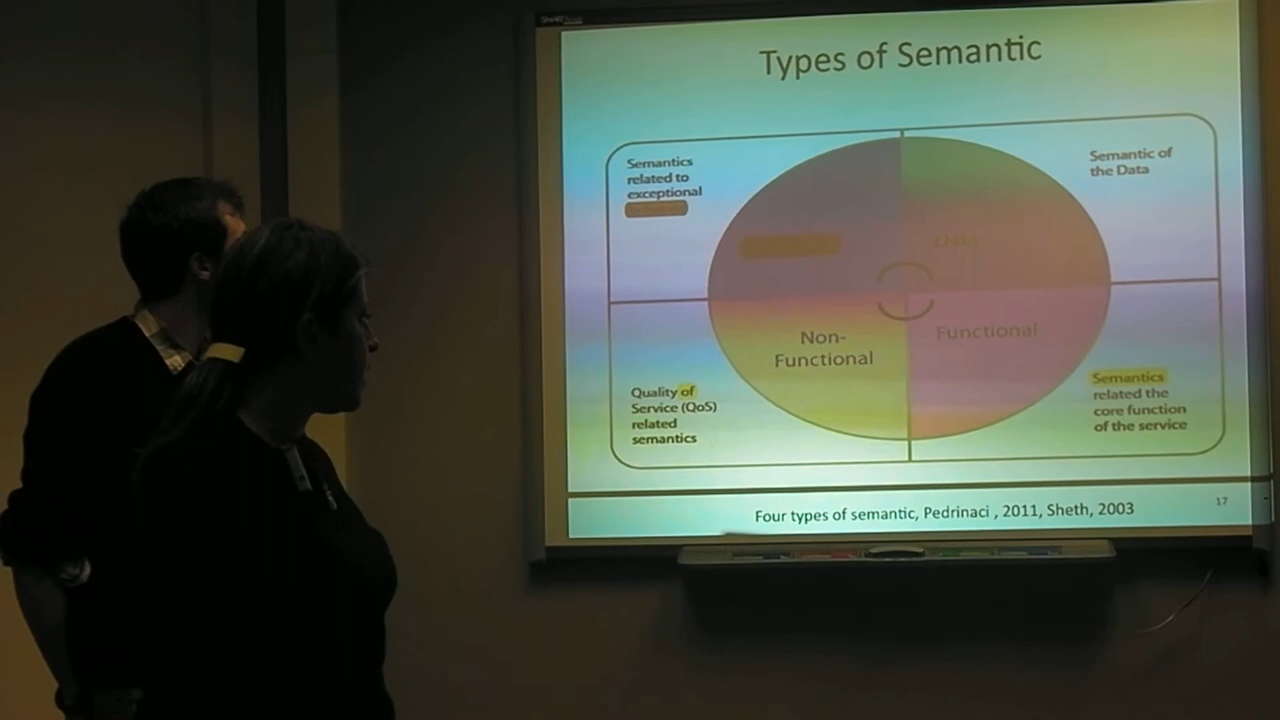 Types of Semantic
Semantics
related to
exceptional
Semantic of
the Data
Data
Non-
Functional
Functional
Quality of
Service (QoS)
related
semantics
Semantics
related the
core function
of the service
Four types of semantic, Pedrinaci , 2011, Sheth, 2003
17